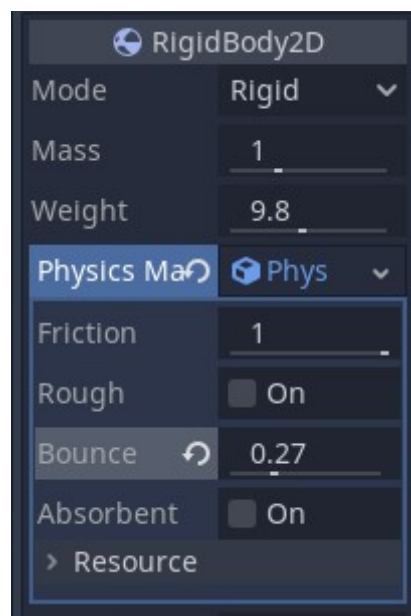 RigidBody2D
Mode Rigid
Mass 1
Weight 9.8
Physics Ma Phys
Friction 1
Rough On
Bounce 0.27
Absorbent On
> Resource